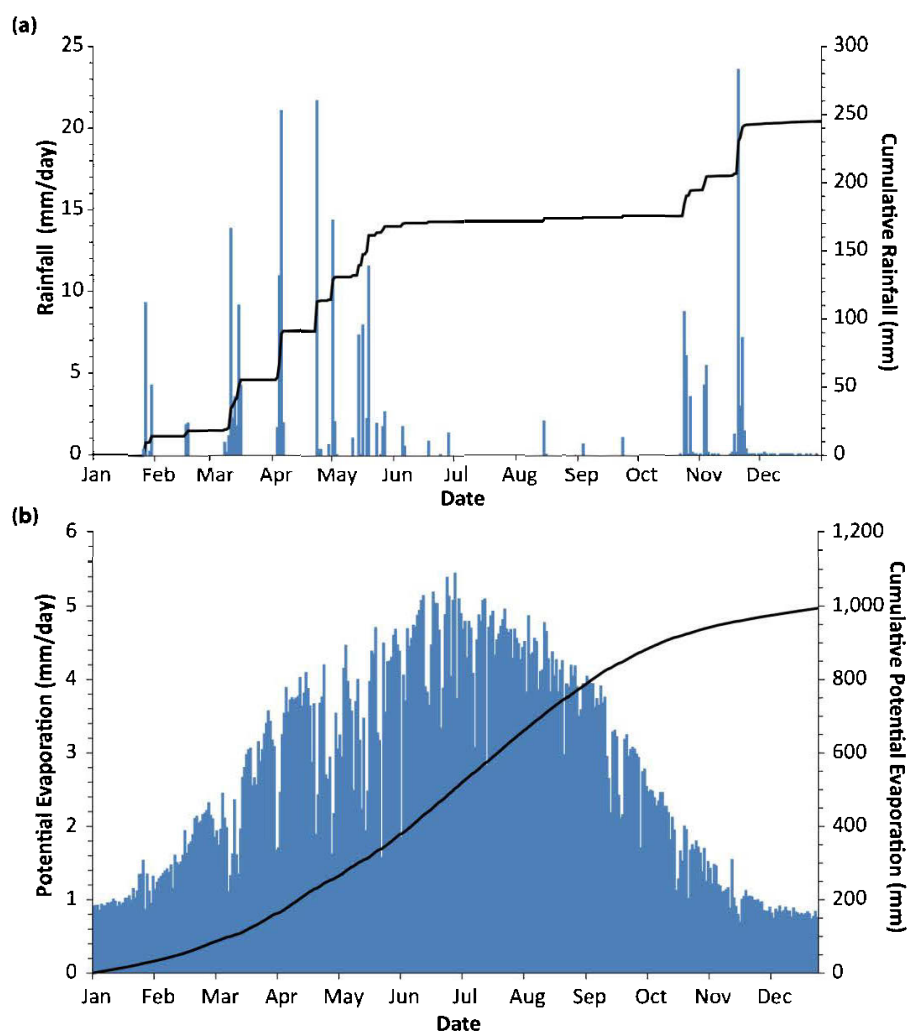 (a)
25
20
15
10
5
0
Rainfall (mm/day)
300
250
200
150
100
50
0
Cumulative Rainfall (mm)
Jan Feb Mar Apr May Jun Jul Aug Sep Oct Nov Dec
Date
(b)
6
5
4
3
2
1
0
Potential Evaporation (mm/day)
1,200
1,000
800
600
400
200
0
Cumulative Potential Evaporation (mm)
Jan Feb Mar Apr May Jun Jul Aug Sep Oct Nov Dec
Date